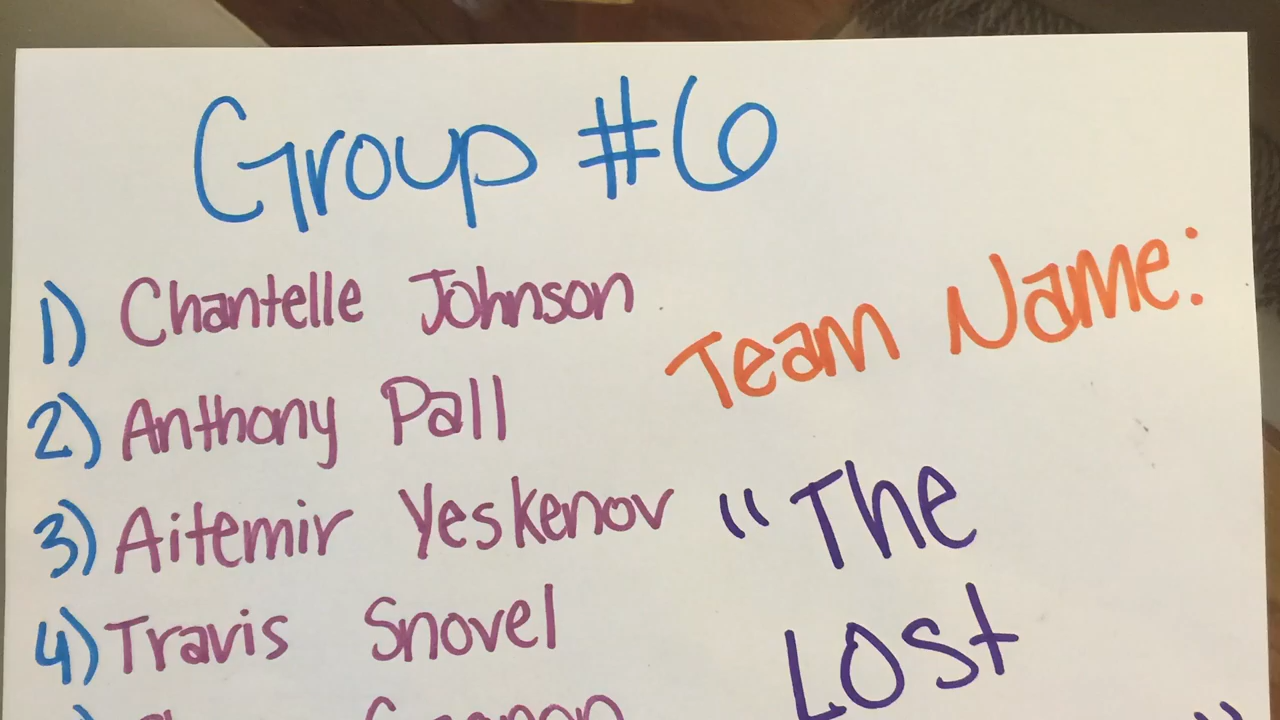 Group #6
1) Chantelle Johnson
2) Anthony Pall
3) Aitemir Yeskenov
4) Travis Snovel
Team Name:
"The
Lost